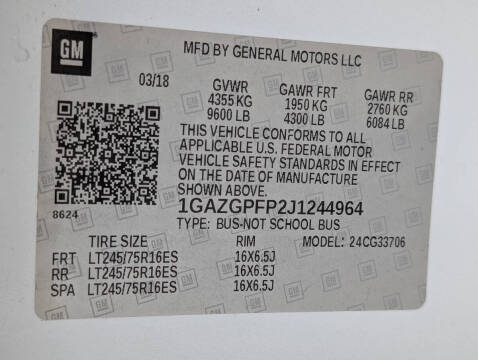 GM
MFD BY GENERAL MOTORS LLC
03/18 GVWR GAWR FRT GAWR RR
4355 KG 1950 KG 2760 KG
9600 LB 4300 LB 6084 LB
THIS VEHICLE CONFORMS TO ALL
APPLICABLE U.S. FEDERAL MOTOR
VEHICLE SAFETY STANDARDS IN EFFECT
ON THE DATE OF MANUFACTURE
SHOWN ABOVE.
8624 1GAZGPFP2J1244964
TYPE: BUS-NOT SCHOOL BUS
TIRE SIZE RIM MODEL: 24CG33706
FRT LT245/75R16ES 16X6.5J
RR LT245/75R16ES 16X6.5J
SPA LT245/75R16ES 16X6.5J